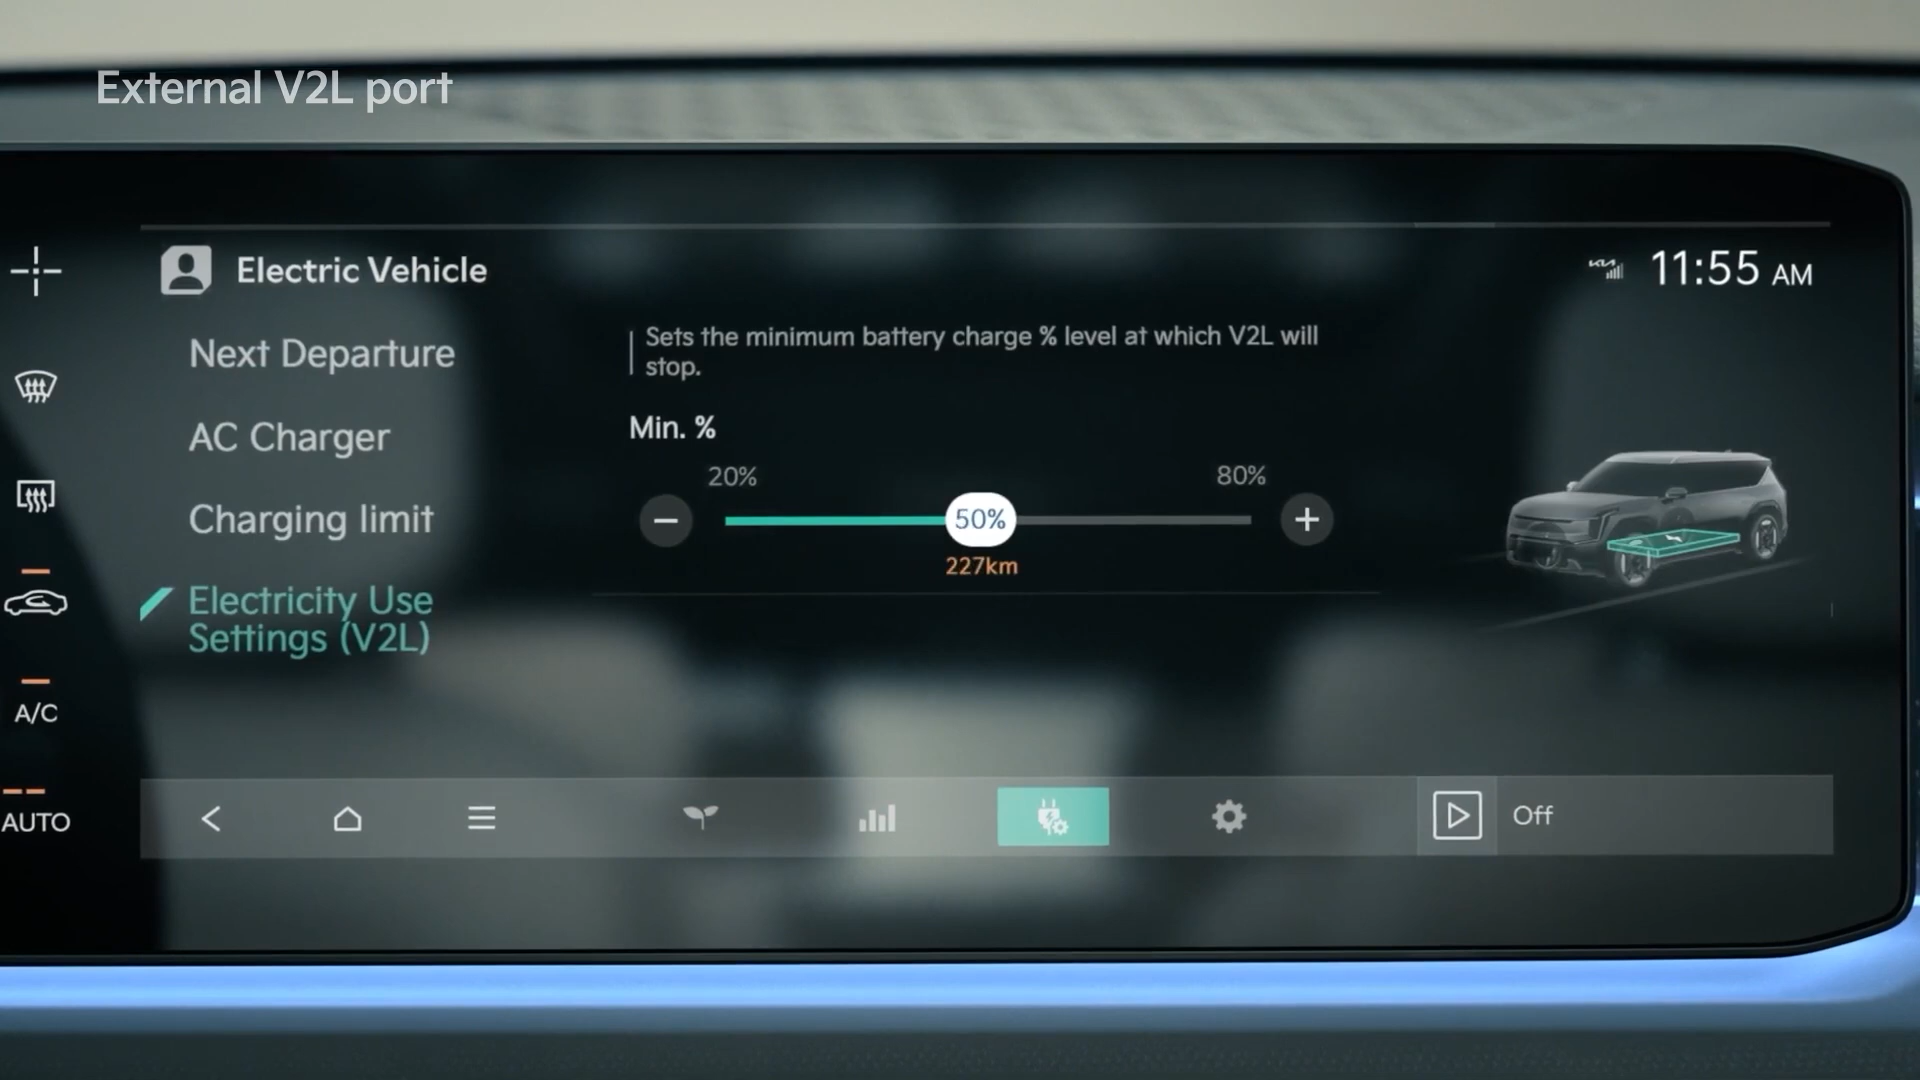 External V2L port
Electric Vehicle
KIA
11:55 AM
Next Departure
AC Charger
Charging limit
Electricity Use
Settings (V2L)
Sets the minimum battery charge % level at which V2L will
stop.
Min. %
20%
80%
50%
227km
A/C
AUTO
Off